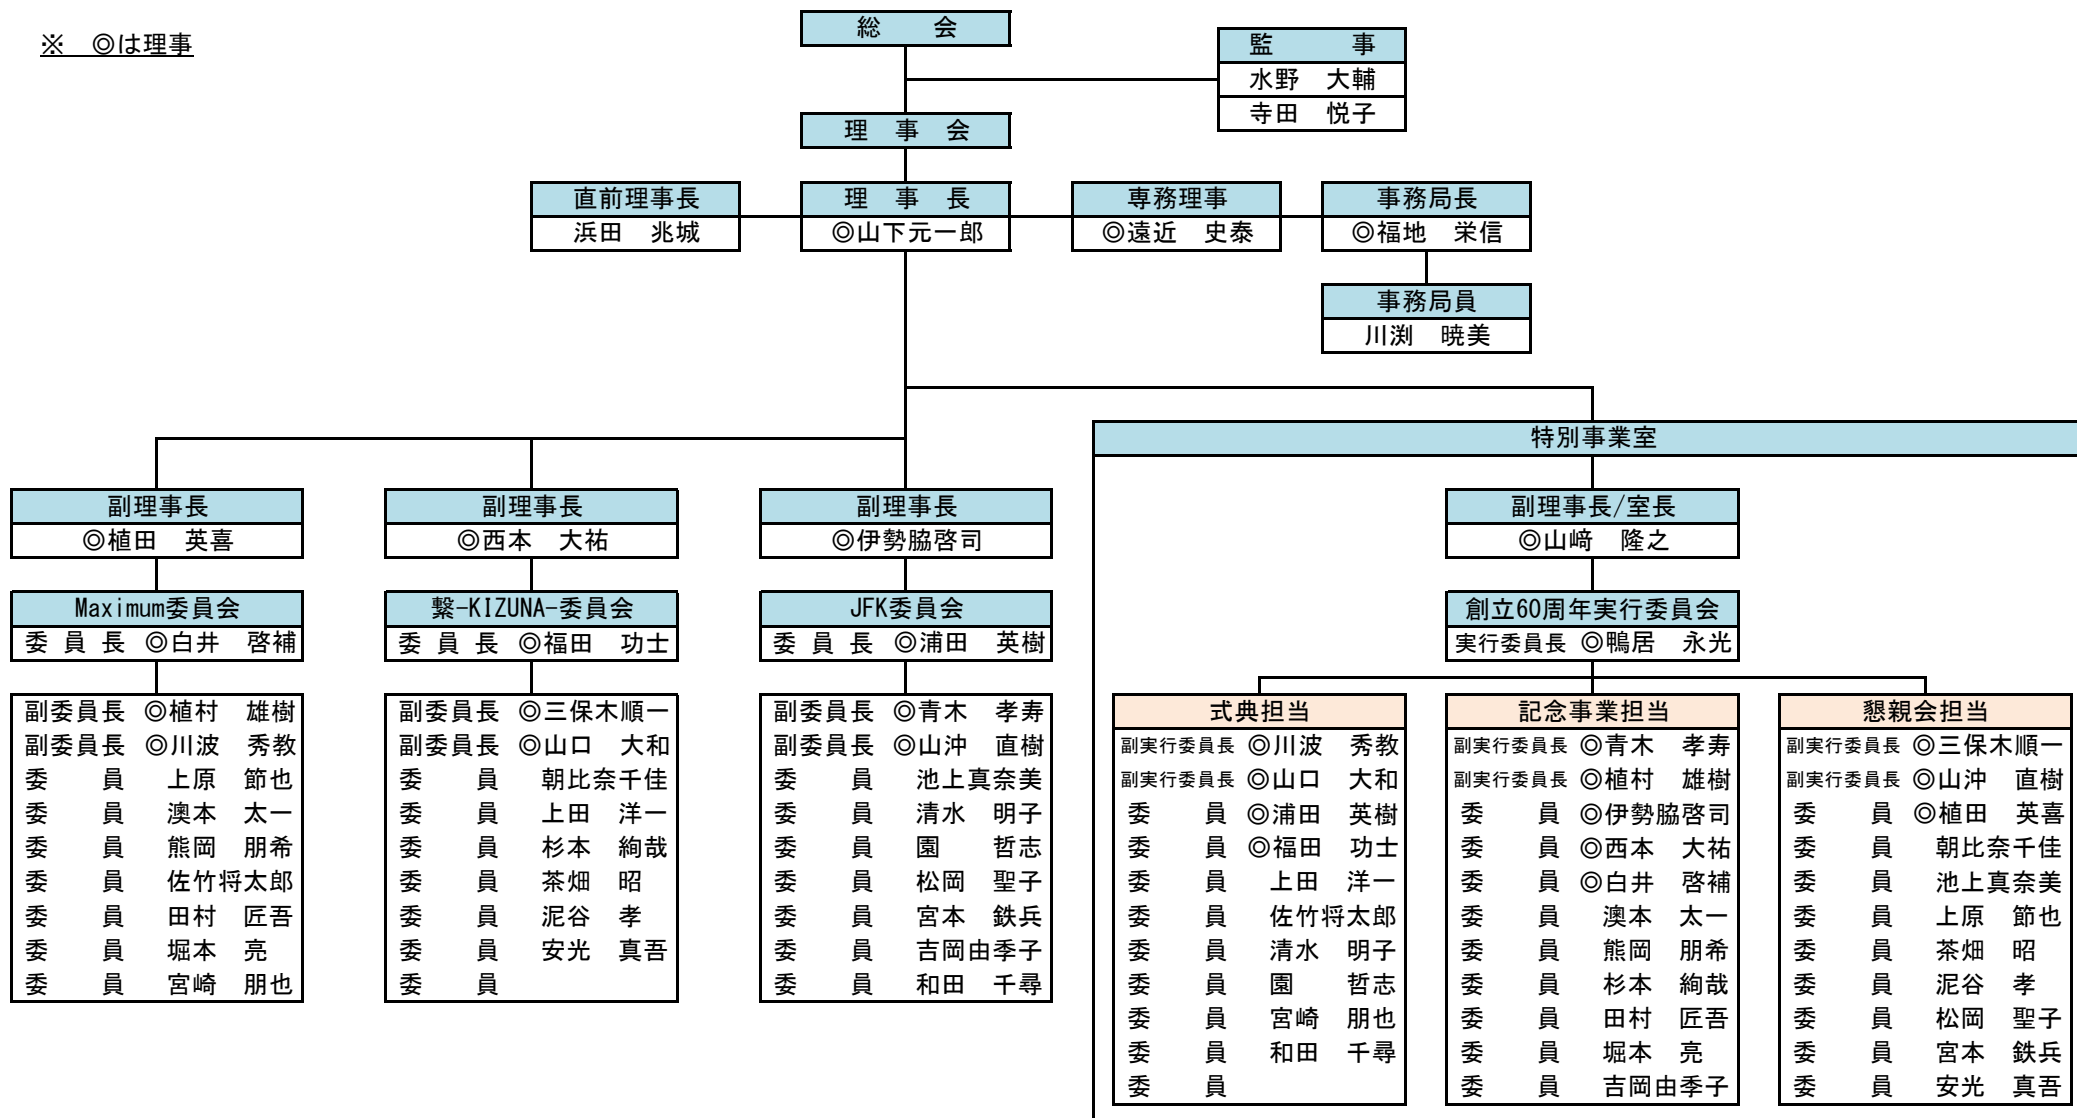 ※　◎は理事
総　　会
監　　　事
水野　大輔
寺田　悦子
理　事　会
直前理事長
浜田　兆城
理　事　長
◎山下元一郎
専務理事
◎遠近　史泰
事務局長
◎福地　栄信
事務局員
川渕　暁美
特別事業室
副理事長
◎植田　英喜
Maximum委員会
委 員 長 ◎白井　啓補
副委員長 ◎植村　雄樹
副委員長 ◎川波　秀教
委　　員　上原　節也
委　　員　澳本　太一
委　　員　熊岡　朋希
委　　員　佐竹将太郎
委　　員　田村　匠吾
委　　員　堀本　亮
委　　員　宮崎　朋也
副理事長
◎西本　大祐
繋-KIZUNA-委員会
委 員 長 ◎福田　功士
副委員長 ◎三保木順一
副委員長 ◎山口　大和
委　　員　朝比奈千佳
委　　員　上田　洋一
委　　員　杉本　絢哉
委　　員　茶畑　昭
委　　員　泥谷　孝
委　　員　安光　真吾
委　　員
副理事長
◎伊勢脇啓司
JFK委員会
委 員 長 ◎浦田　英樹
副委員長 ◎青木　孝寿
副委員長 ◎山沖　直樹
委　　員　池上真奈美
委　　員　清水　明子
委　　員　園　　哲志
委　　員　松岡　聖子
委　　員　宮本　鉄兵
委　　員　吉岡由季子
委　　員　和田　千尋
副理事長/室長
◎山﨑　隆之
創立60周年実行委員会
実行委員長 ◎鴨居　永光
式典担当
副実行委員長 ◎川波　秀教
副実行委員長 ◎山口　大和
委　　員 ◎浦田　英樹
委　　員 ◎福田　功士
委　　員　上田　洋一
委　　員　佐竹将太郎
委　　員　清水　明子
委　　員　園　　哲志
委　　員　宮崎　朋也
委　　員　和田　千尋
委　　員
記念事業担当
副実行委員長 ◎青木　孝寿
副実行委員長 ◎植村　雄樹
委　　員 ◎伊勢脇啓司
委　　員 ◎西本　大祐
委　　員 ◎白井　啓補
委　　員　澳本　太一
委　　員　熊岡　朋希
委　　員　杉本　絢哉
委　　員　田村　匠吾
委　　員　堀本　亮
委　　員　吉岡由季子
懇親会担当
副実行委員長 ◎三保木順一
副実行委員長 ◎山沖　直樹
委　　員 ◎植田　英喜
委　　員　朝比奈千佳
委　　員　池上真奈美
委　　員　上原　節也
委　　員　茶畑　昭
委　　員　泥谷　孝
委　　員　松岡　聖子
委　　員　宮本　鉄兵
委　　員　安光　真吾